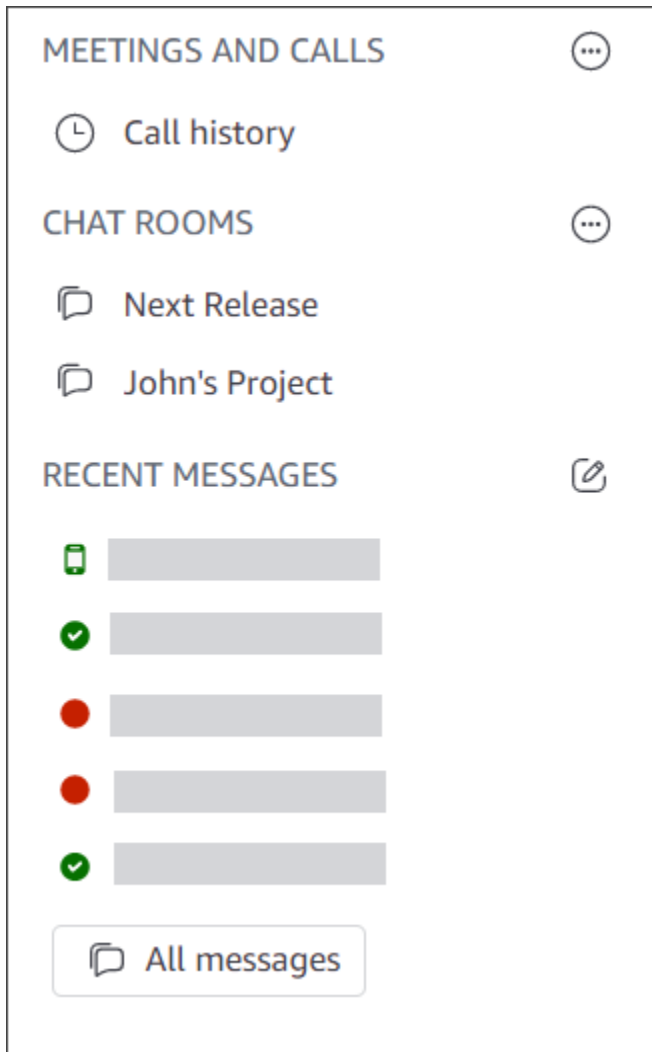 MEETINGS AND CALLS
Call history
CHAT ROOMS
Next Release
John's Project
RECENT MESSAGES
All messages